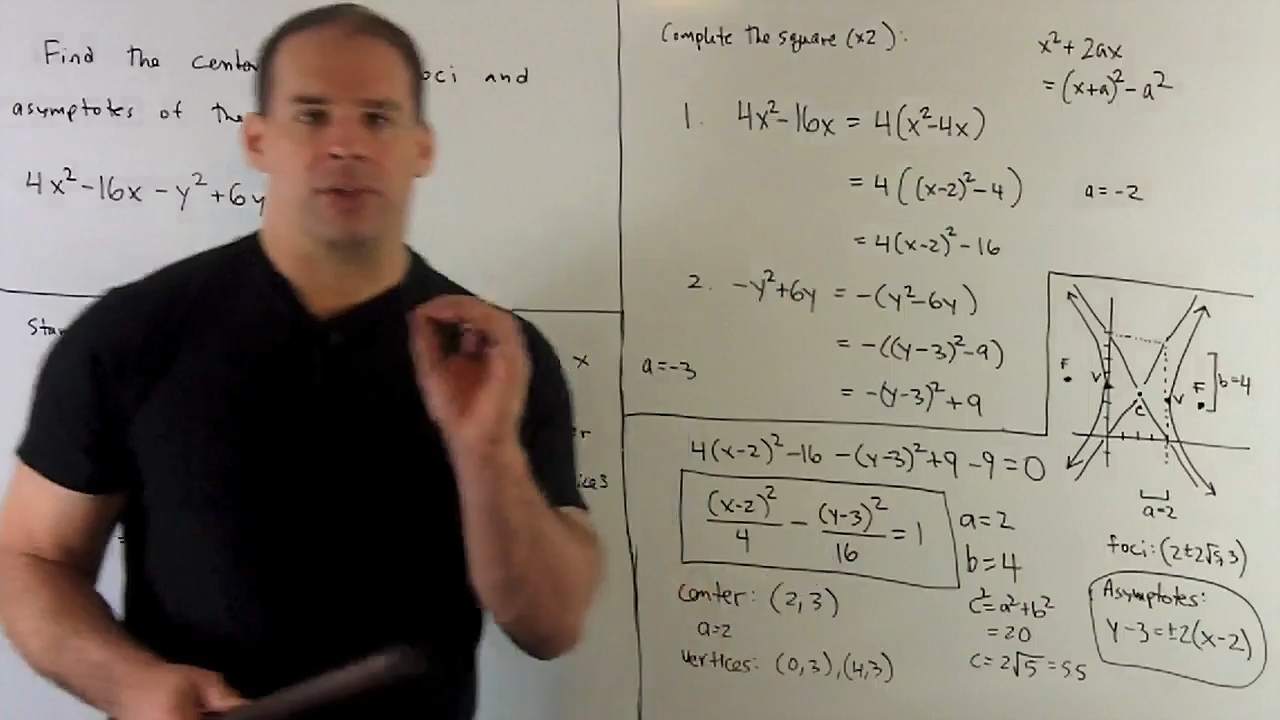 Find the
oci and
asymptotes of the
4x²-16x-y²+6y
x
Complete the square (x2):
x²+2ax
=(x+a)²-a²
1. 4x²-16x = 4(x²-4x)
= 4((x-2)²-4)
a=-2
= 4(x-2)²-16
2. -y²+6y = -(y²-6y)
= -((y-3)²-9)
a=-3
= -(y-3)²+9
F
V
C
V
F
b=4
a=2
4(x-2)²-16-(y-3)²+9-9=0
(x-2)²/4 - (y-3)²/16 = 1
a=2
b=4
c²=a²+b²
=20
c=2√5=
center: (2,3)
a=2
vertices: (0,3),(4,3)
foci: (2±2√5,3)
Asymptotes:
y-3=±2(x-2)